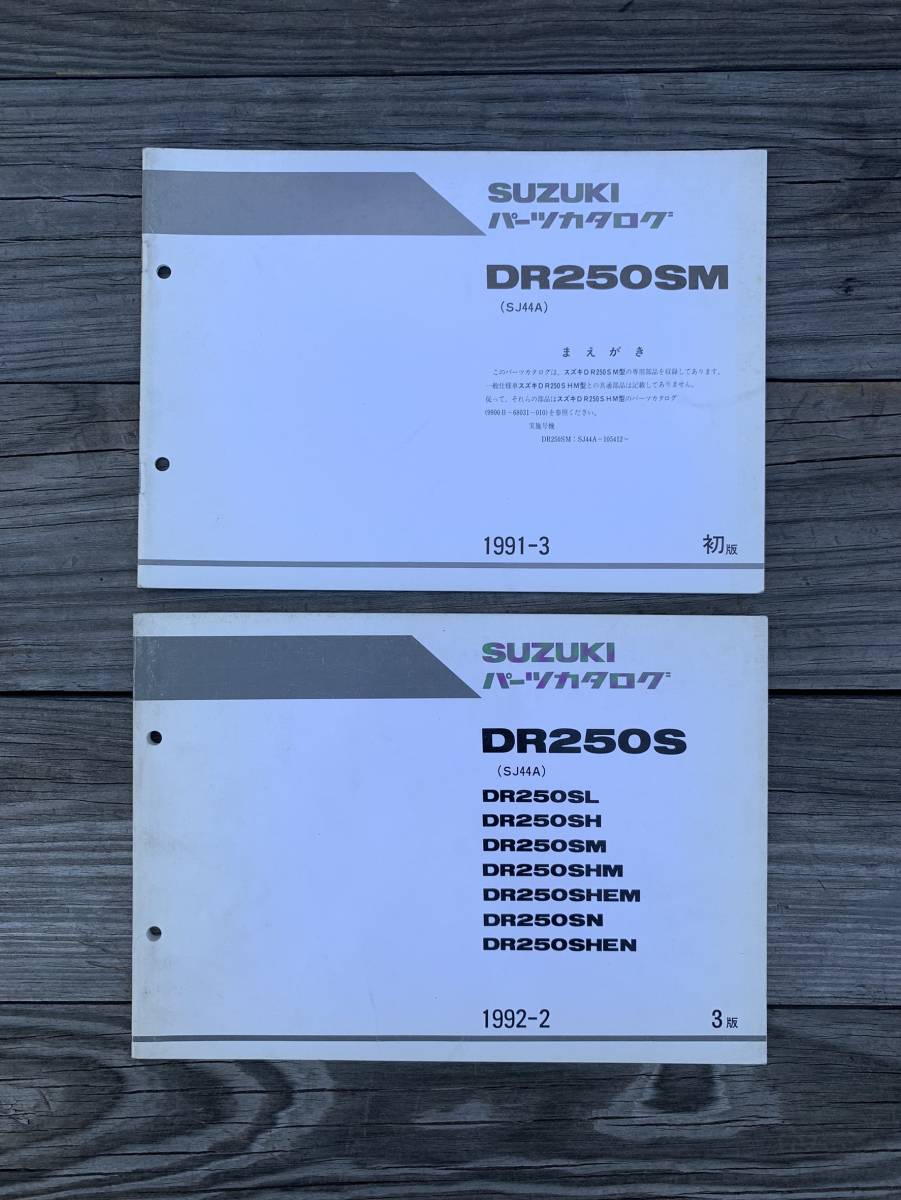 SUZUKI
パーツカタログ
DR250SM
(SJ44A)
まえがき
このパーツカタログは、スズキDR250SM型の専用部品を収録してあります。
一般仕様車スズキDR250SHM型との共通部品は記載してありません。
従って、それらの部品はスズキDR250SHM型のパーツカタログ
(9900B-68031-010)を参照ください。
実施号機
DR250SM:SJ44A-105412~
1991-3 初版
SUZUKI
パーツカタログ
DR250S
(SJ44A)
DR250SL
DR250SH
DR250SM
DR250SHM
DR250SHEM
DR250SN
DR250SHEN
1992-2 3版